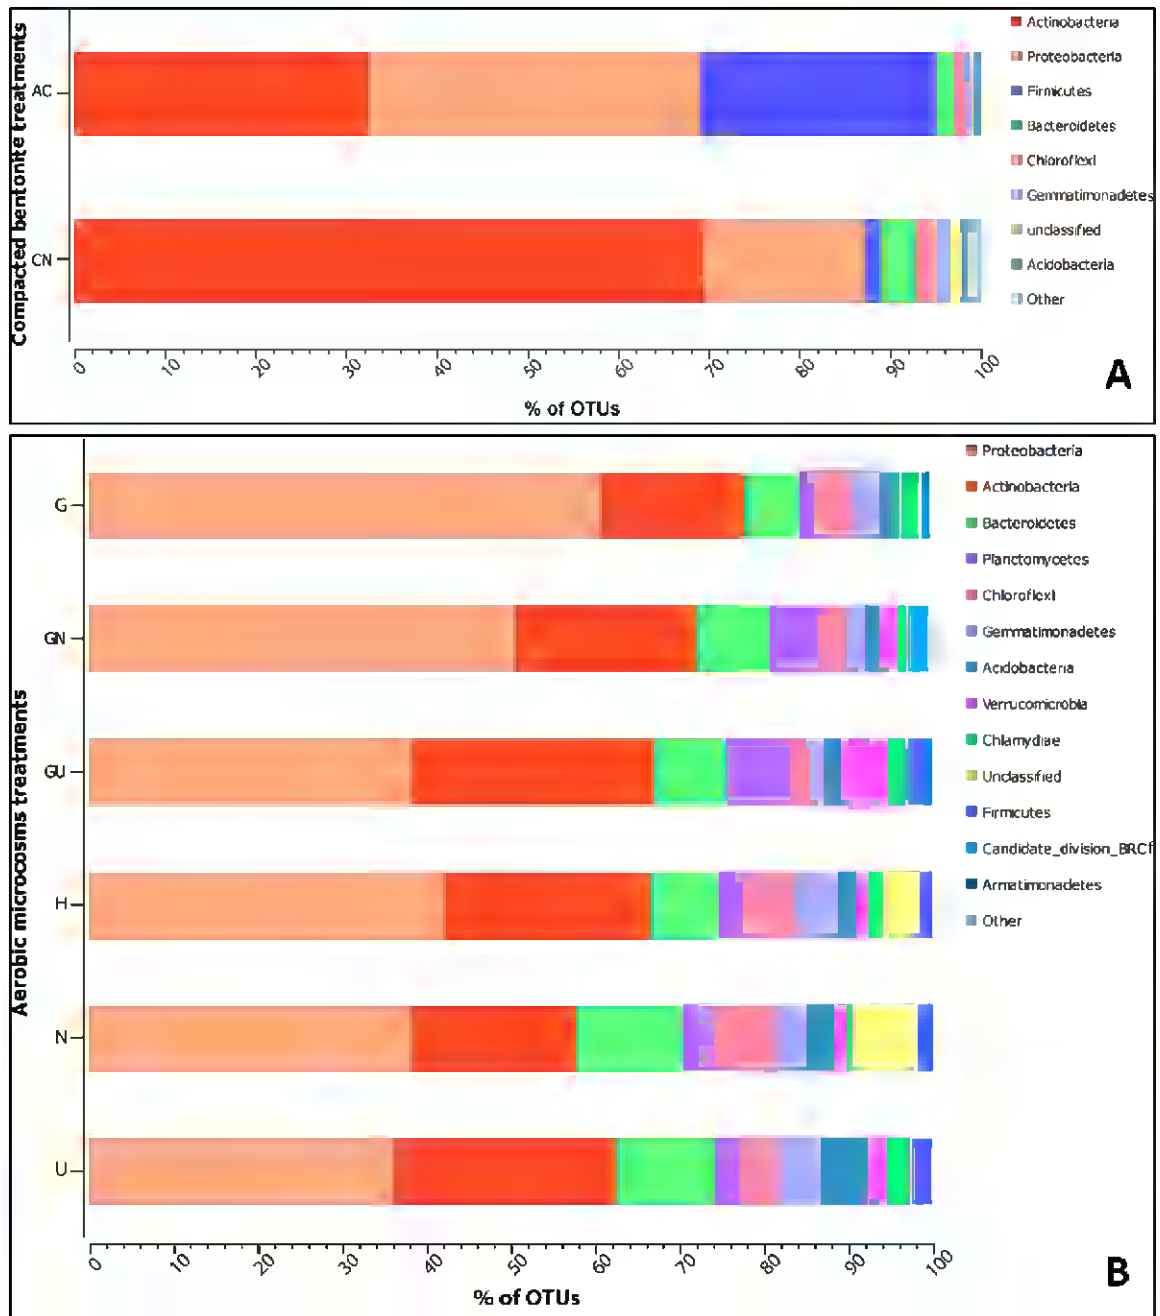 Compacted bentonite treatments
AC
CN
0 10 20 30 40 50 60 70 80 90 100
% of OTUs
Actinobacteria
Proteobacteria
Firmicutes
Bacteroidetes
Chloroflexi
Gemmatimonadetes
unclassified
Acidobacteria
Other
A
Aerobic microcosms treatments
G
GN
GU
H
N
U
0 10 20 30 40 50 60 70 80 90 100
% of OTUs
Proteobacteria
Actinobacteria
Bacteroidetes
Planctomycetes
Chloroflexi
Gemmatimonadetes
Acidobacteria
Verrucomicrobia
Chlamydiae
Unclassified
Firmicutes
Candidate_division_BRC1
Armatimonadetes
Other
B